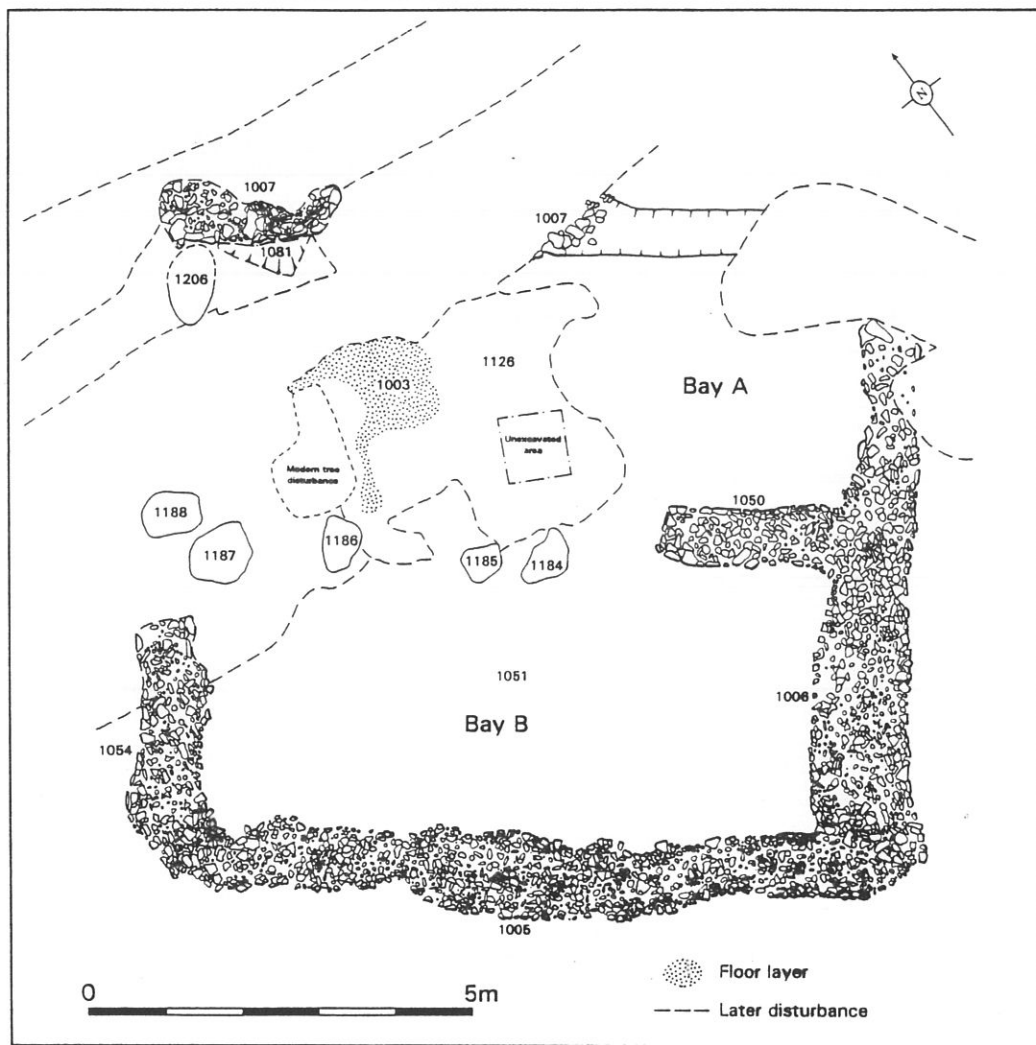 N
1007
1081
1206
1007
1003
1126
Bay A
Unexcavated
area
Modern tree
disturbance
1188
1187
1186
1185
1184
1050
1051
1006
Bay B
1054
1005
Floor layer
0
5m
Later disturbance